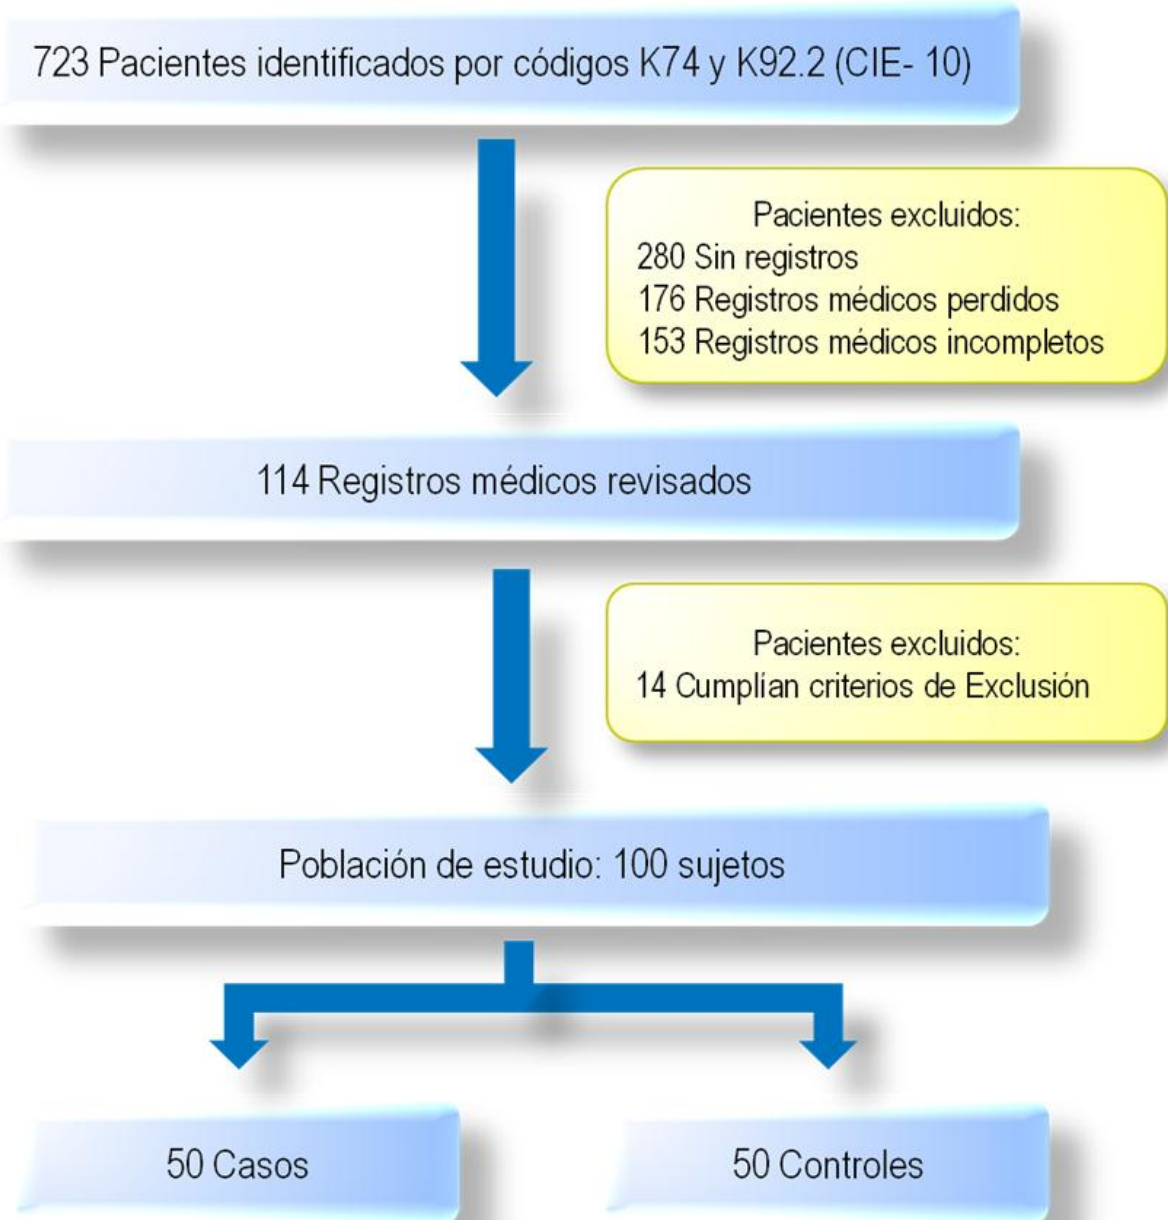 723 Pacientes identificados por códigos K74 y K92.2 (CIE- 10)
Pacientes excluidos:
280 Sin registros
176 Registros médicos perdidos
153 Registros médicos incompletos
114 Registros médicos revisados
Pacientes excluidos:
14 Cumplían criterios de Exclusión
Población de estudio: 100 sujetos
50 Casos
50 Controles